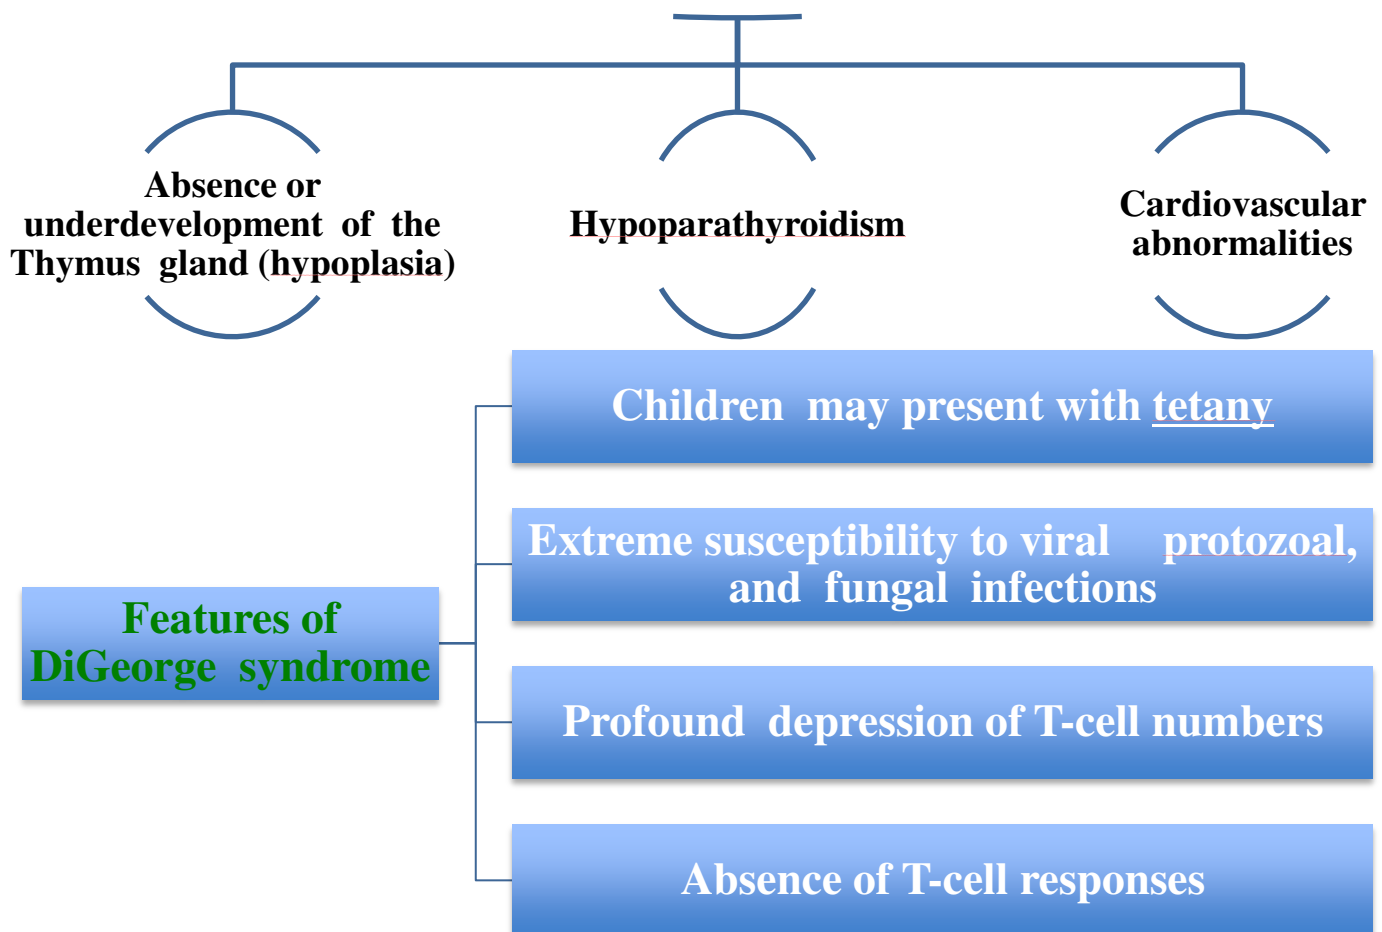 Absence or
underdevelopment of the
Thymus gland (hypoplasia)
Hypoparathyroidism
Cardiovascular
abnormalities
Features of
DiGeorge syndrome
Children may present with tetany
Extreme susceptibility to viral protozoal,
and fungal infections
Profound depression of T-cell numbers
Absence of T-cell responses